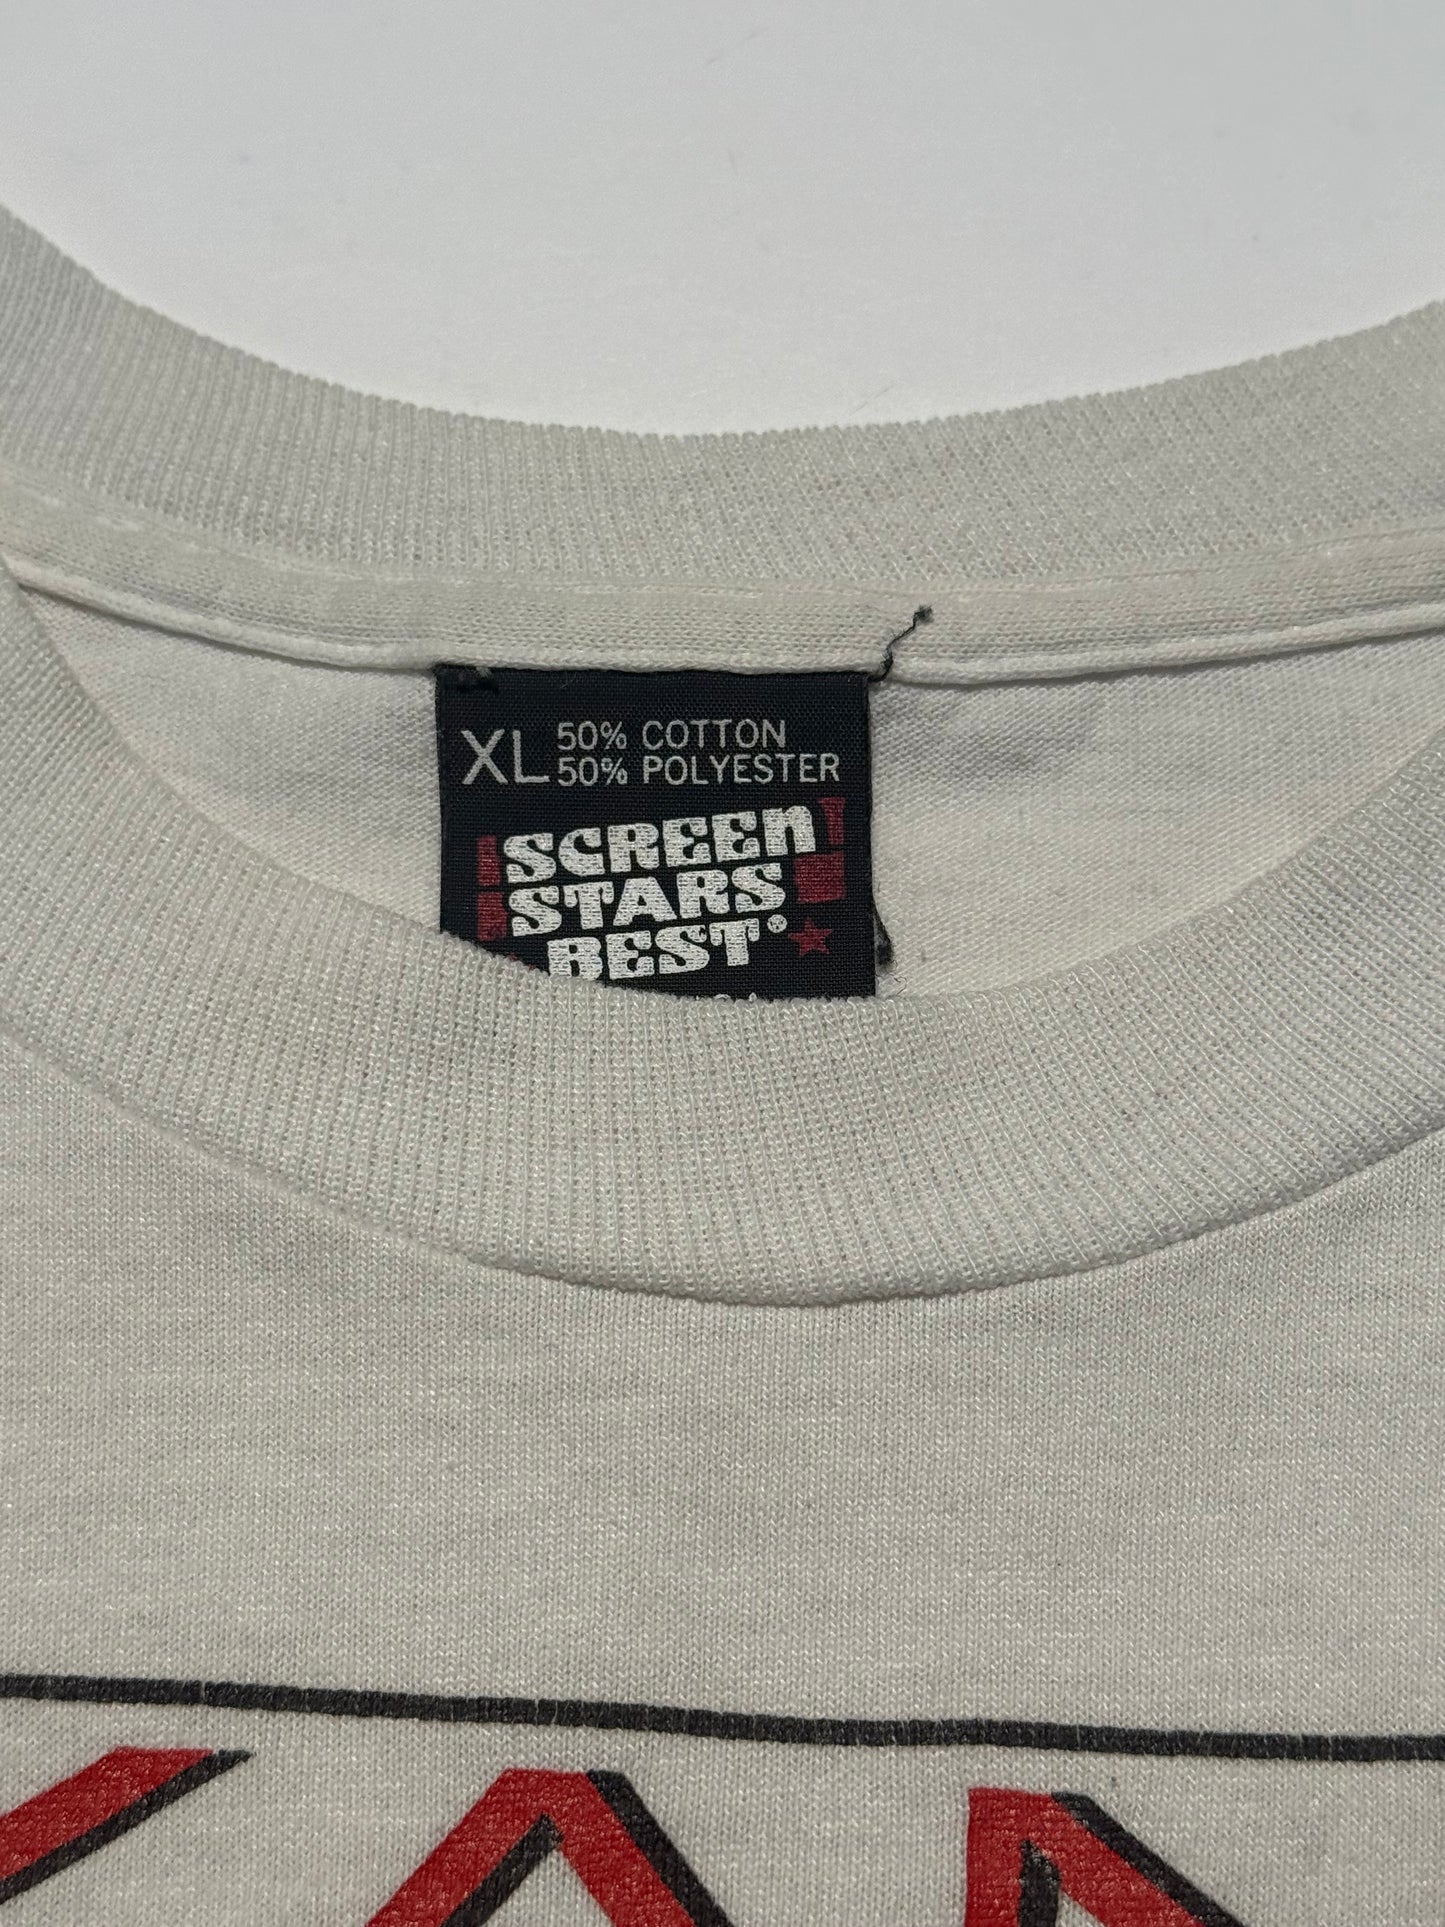 XL 50% COTTON
50% POLYESTER
SCREEN
STARS
BEST®